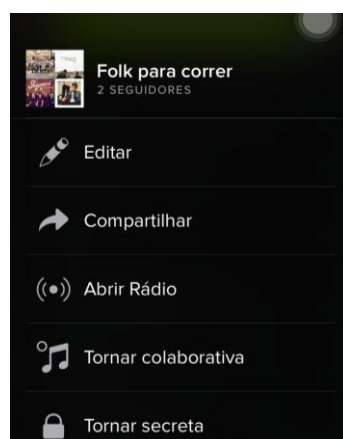 Folk para correr
2 SEGUIDORES
Editar
Compartilhar
Abrir Rádio
Tornar colaborativa
Tornar secreta